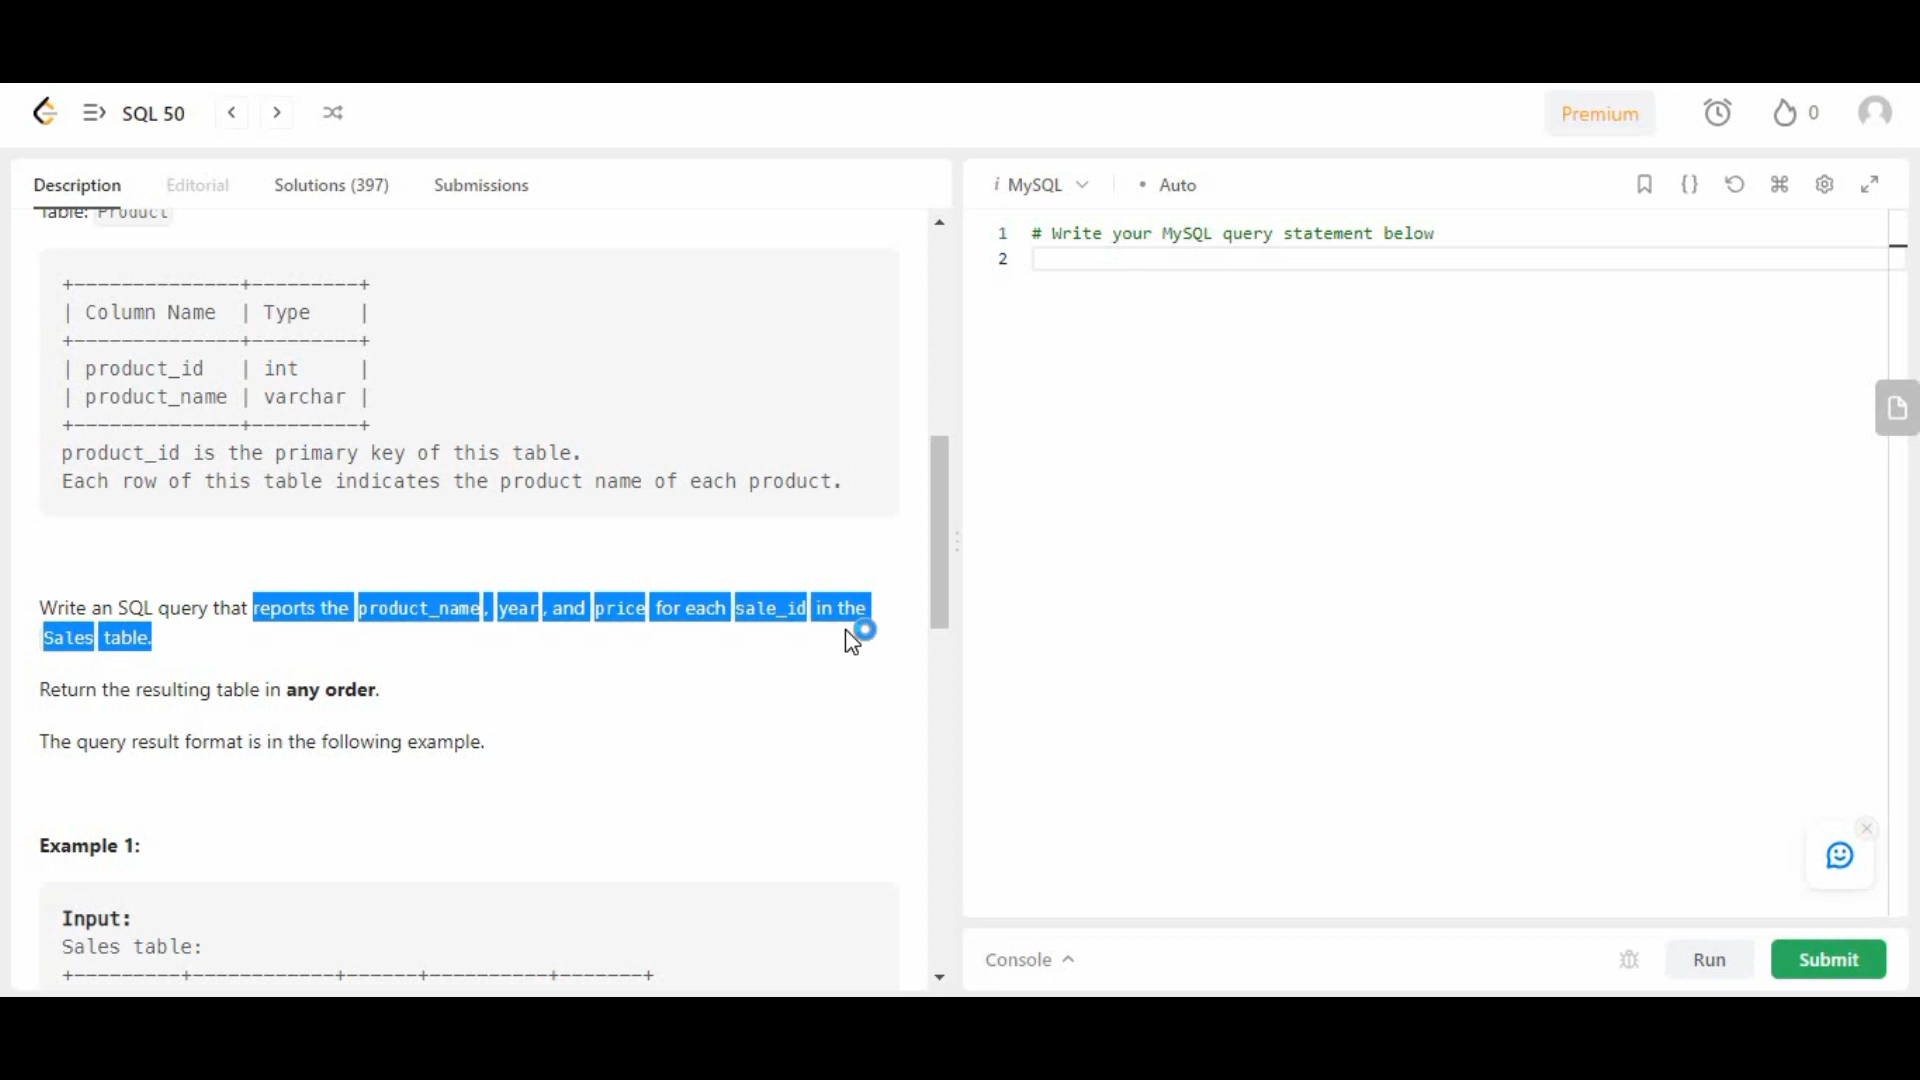 SQL 50
Premium
0
Description Editorial Solutions (397) Submissions
Table: Product
+--------------+---------+
| Column Name | Type |
+--------------+---------+
| product_id | int |
| product_name | varchar |
+--------------+---------+
product_id is the primary key of this table.
Each row of this table indicates the product name of each product.
Write an SQL query that reports the product_name, year, and price for each sale_id in the
Sales table.
Return the resulting table in any order.
The query result format is in the following example.
Example 1:
Input:
Sales table:
+---------+------------+------+----------+-------+
i MySQL • Auto
1 # Write your MySQL query statement below
2
Console
Run
Submit